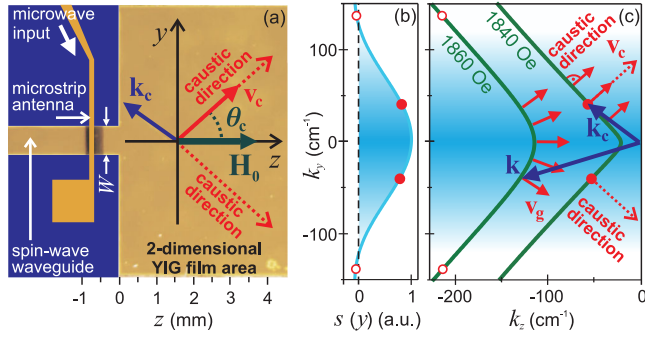 microwave
input
microstrip
antenna
spin-wave
waveguide
W
(a)
y
k_c
caustic
direction
v_c
θ_c
z
H_0
caustic
direction
2-dimensional
YIG film area
-1 0 1 2 3 4
z (mm)
(b)
k_y (cm⁻¹)
100
0
-100
0 1
s (y) (a.u.)
(c)
1860 Oe
1840 Oe
caustic
direction
v_c
k_c
k
v_g
caustic
direction
-200 -100 0
k_z (cm⁻¹)